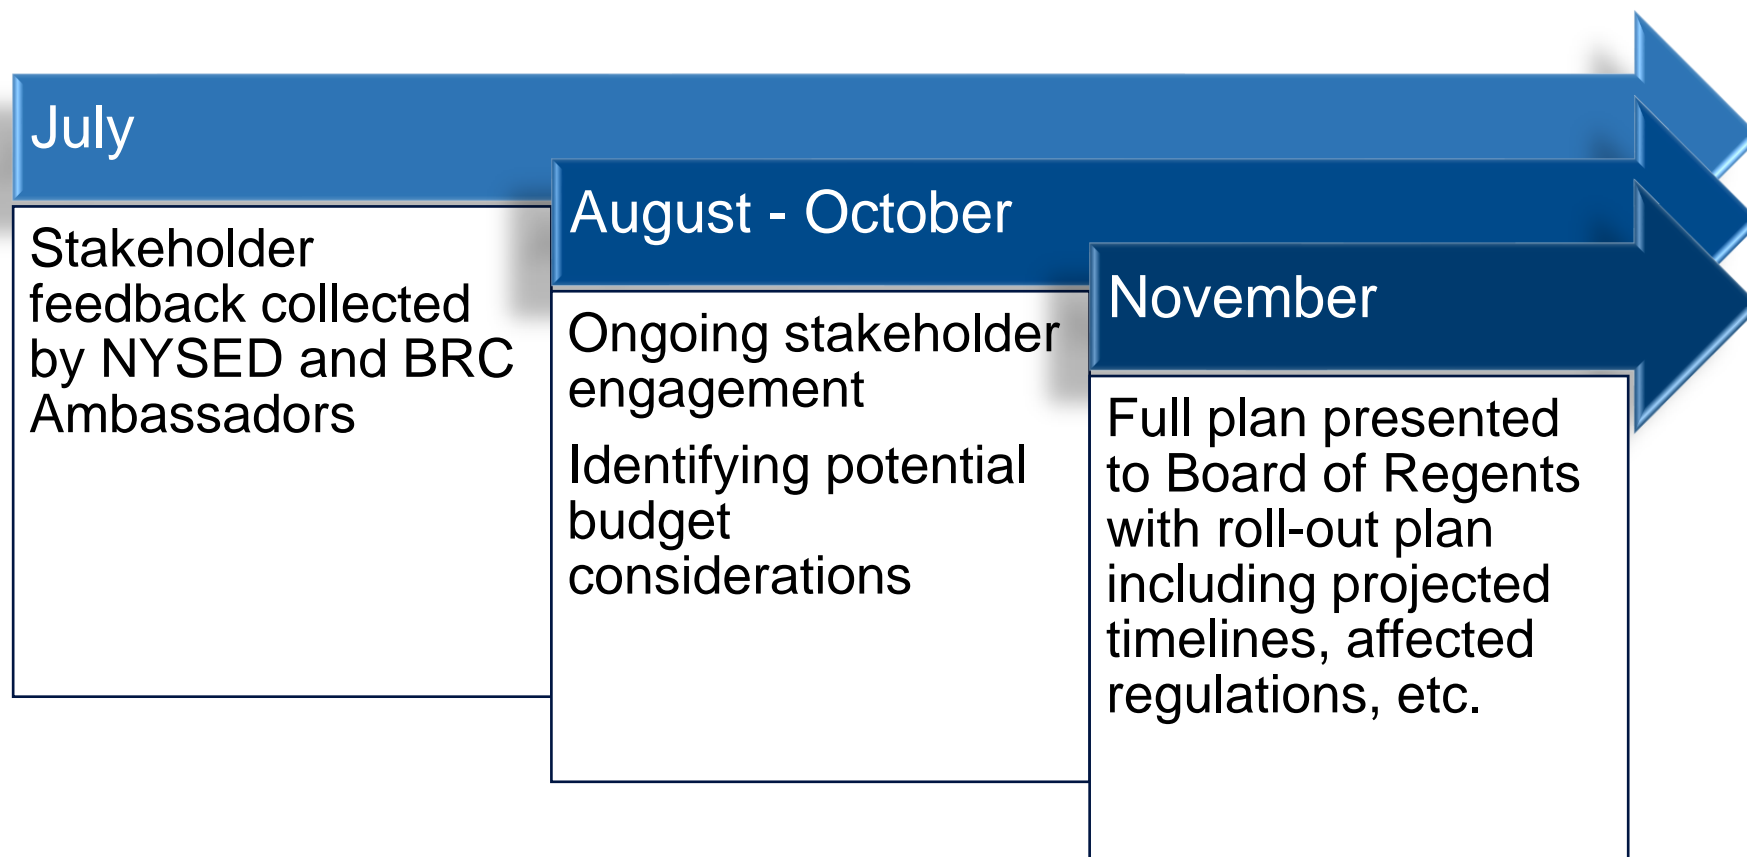 July
Stakeholder
feedback collected
by NYSED and BRC
Ambassadors
August - October
Ongoing stakeholder
engagement
Identifying potential
budget
considerations
November
Full plan presented
to Board of Regents
with roll-out plan
including projected
timelines, affected
regulations, etc.